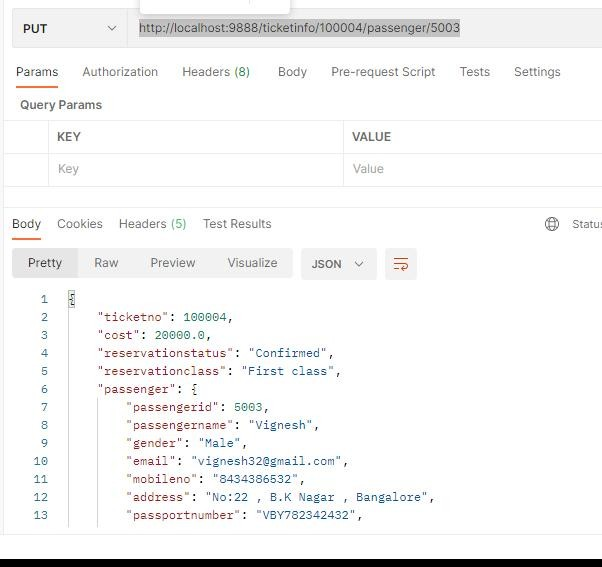 PUT http://localhost:9888/ticketinfo/100004/passenger/5003
Params Authorization Headers (8) Body Pre-request Script Tests Settings
Query Params
KEY VALUE
Key Value
Body Cookies Headers (5) Test Results Status
Pretty Raw Preview Visualize JSON
1 {
2 "ticketno": 100004,
3 "cost": 20000.0,
4 "reservationstatus": "Confirmed",
5 "reservationclass": "First class",
6 "passenger": {
7 "passengerid": 5003,
8 "passengername": "Vignesh",
9 "gender": "Male",
10 "email": "vignesh32@gmail.com",
11 "mobileno": "8434386532",
12 "address": "No:22 , B.K Nagar , Bangalore",
13 "passportnumber": "VBY782342432",